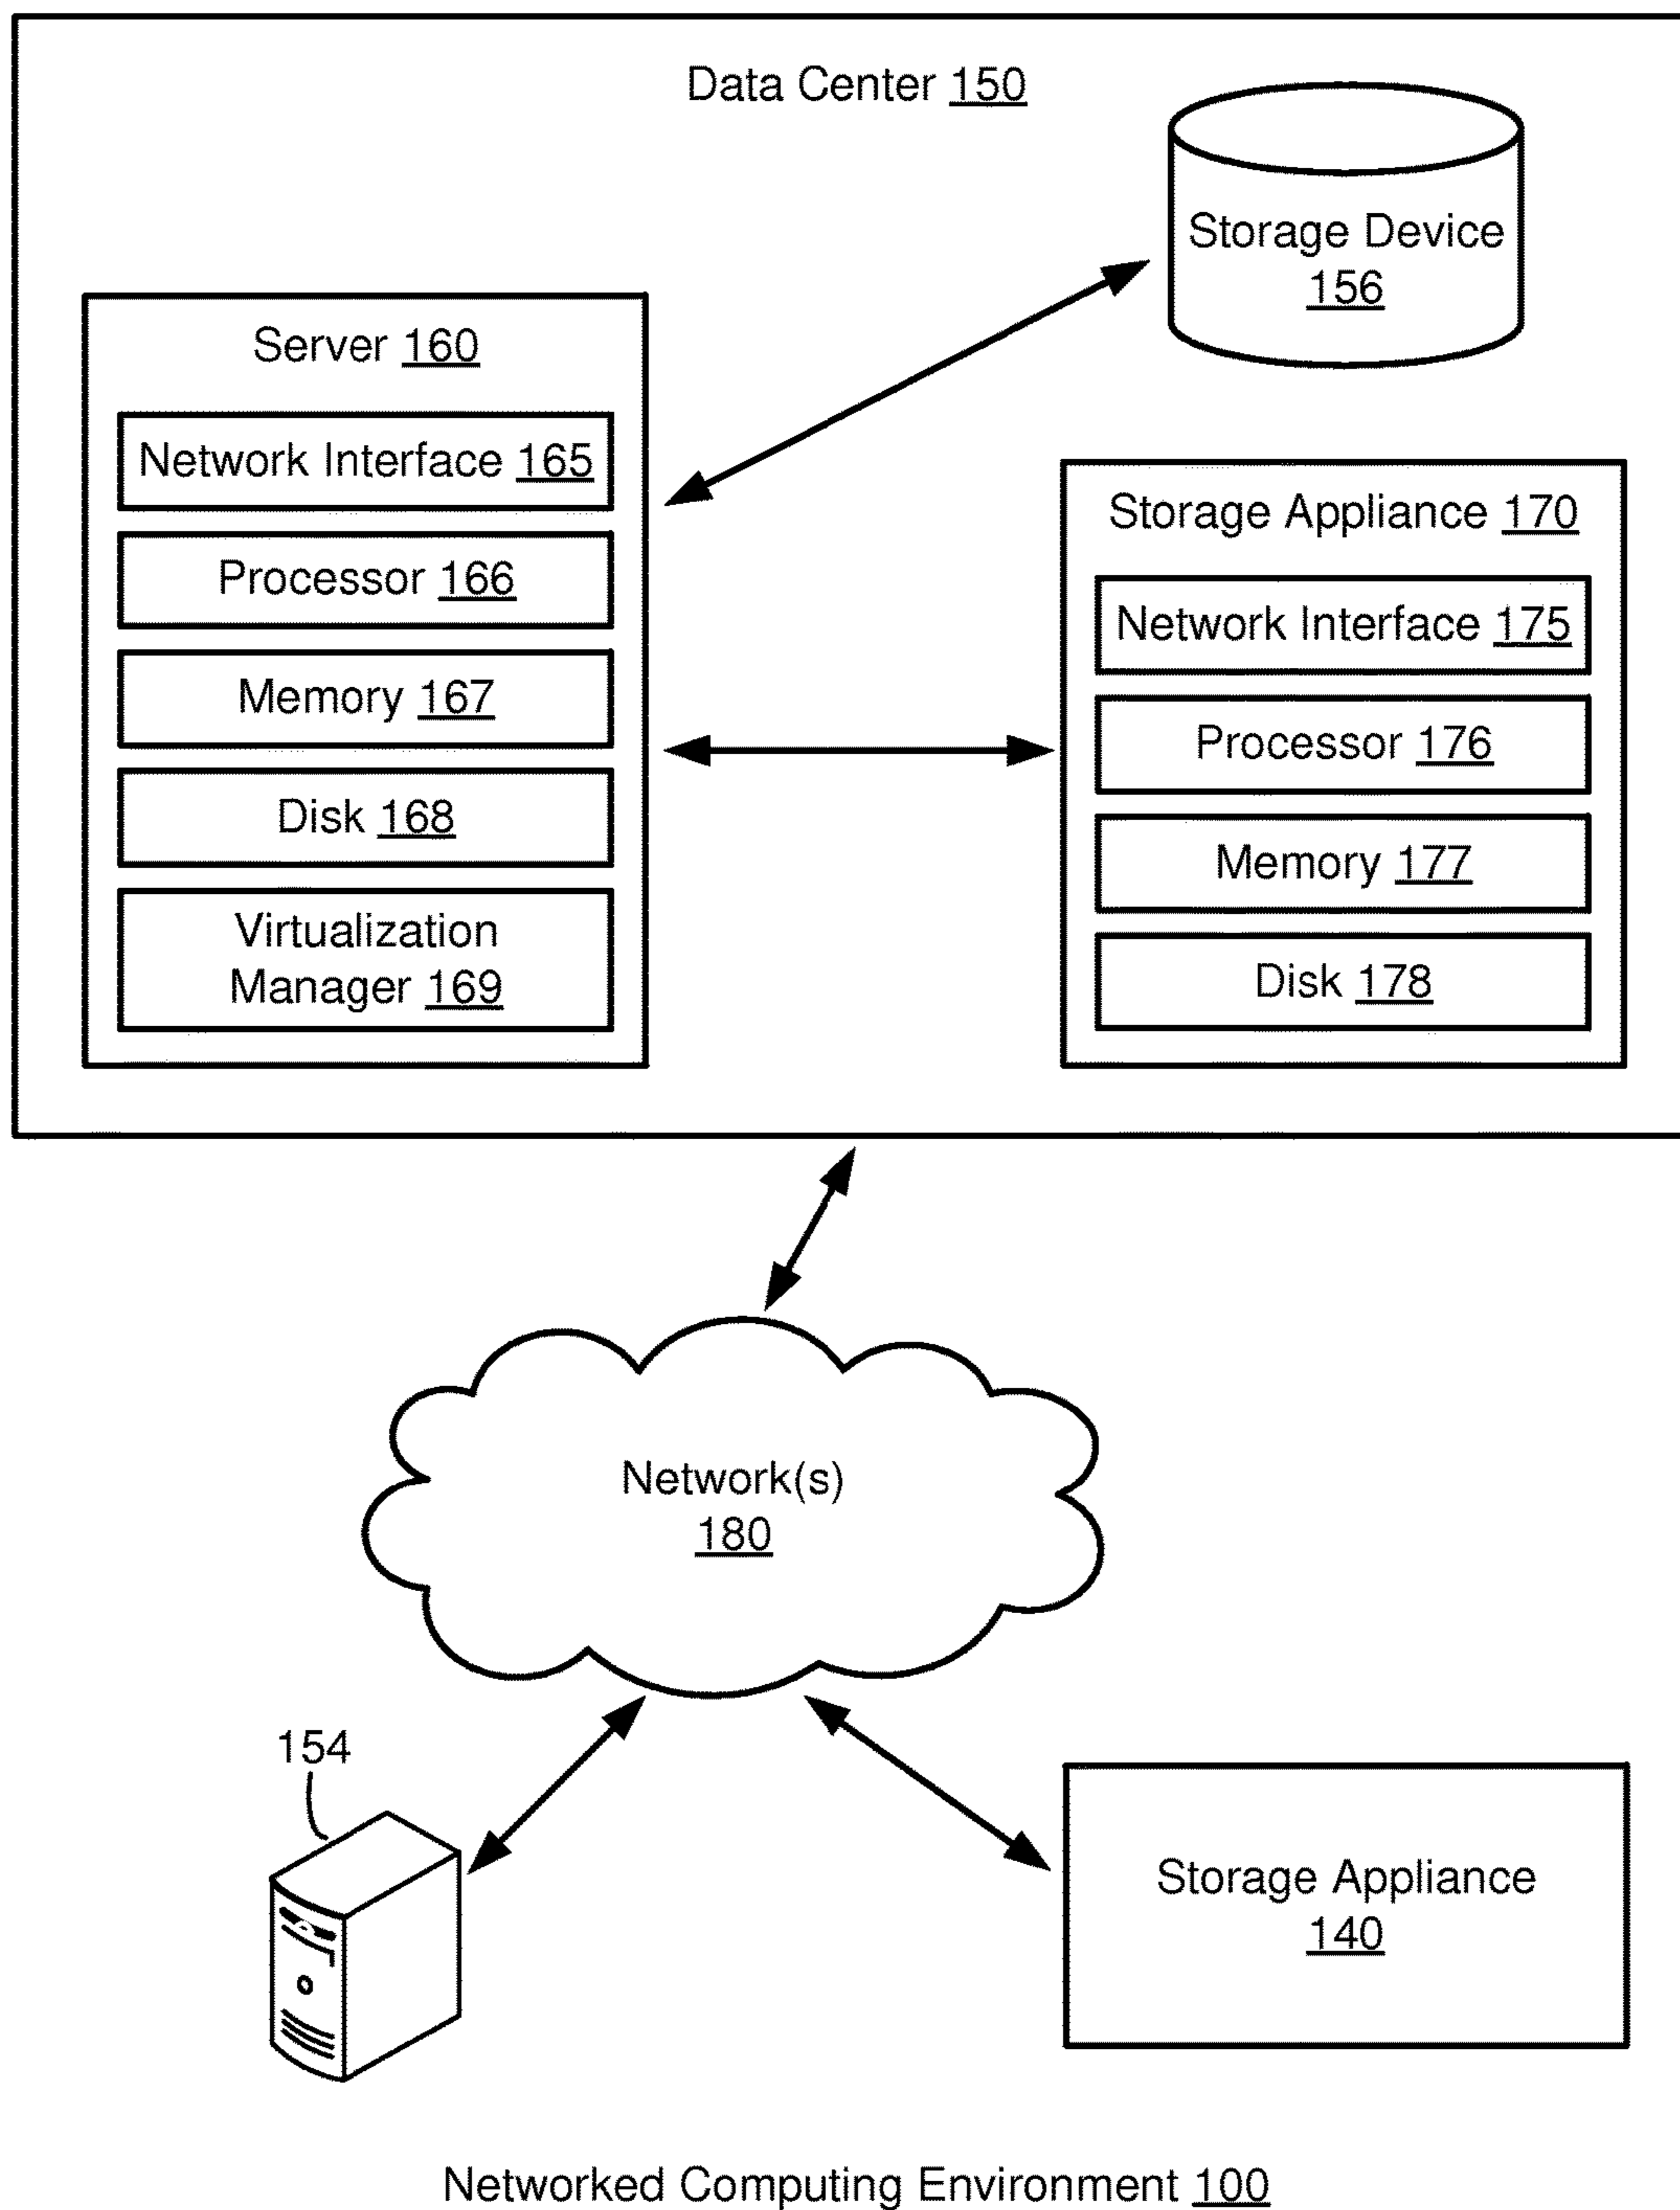 Data Center 150
Storage Device
156
Server 160
Network Interface 165
Processor 166
Memory 167
Disk 168
Virtualization
Manager 169
Storage Appliance 170
Network Interface 175
Processor 176
Memory 177
Disk 178
Network(s)
180
154
Storage Appliance
140
Networked Computing Environment 100